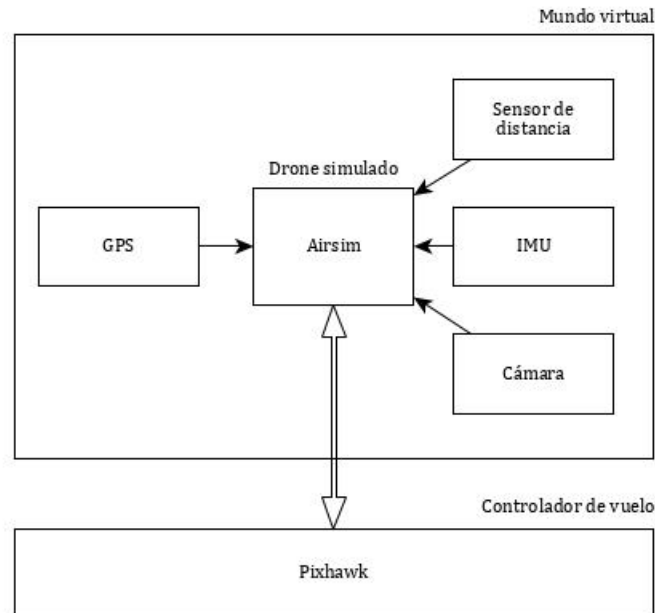 Mundo virtual
Sensor de
distancia
Drone simulado
GPS
Airsim
IMU
Cámara
Controlador de vuelo
Pixhawk